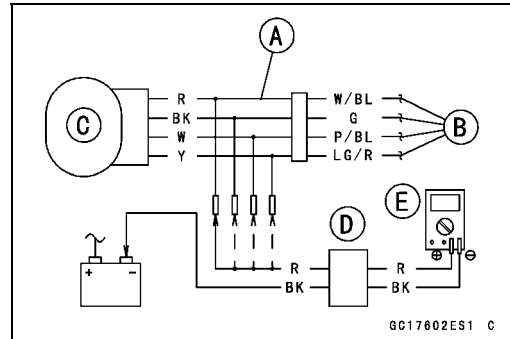 A
R W/BL
BK G
C B
W P/BL
Y LG/R
E
D
+ −
R R
⊕ ⊖
BK BK
GC17602ES1 C